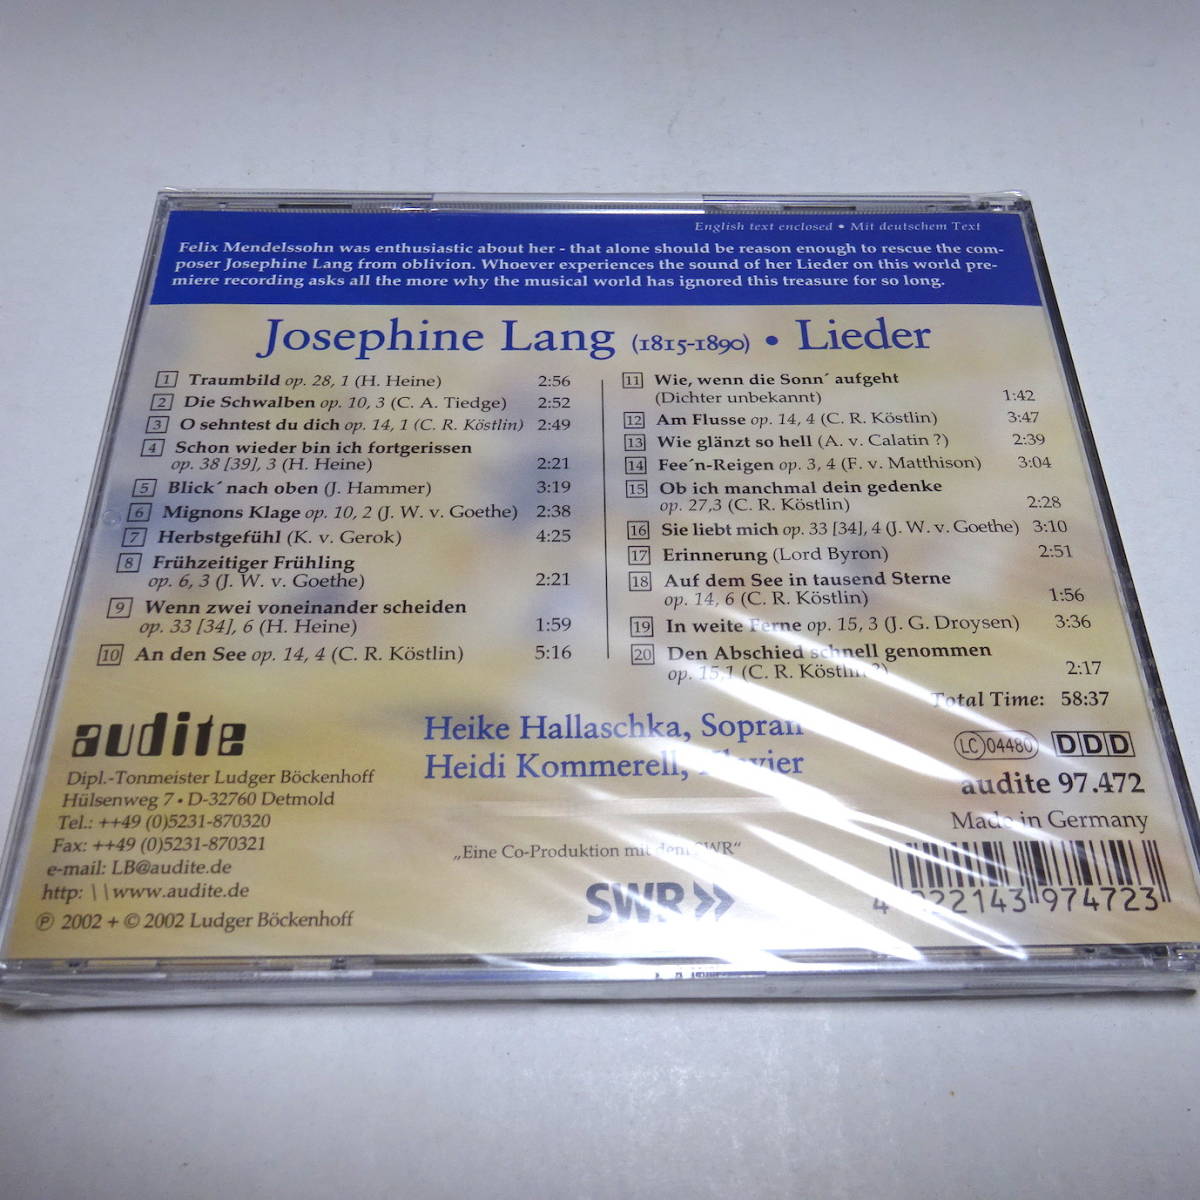 English text enclosed • Mit deutschem Text
Felix Mendelssohn was enthusiastic about her - that alone should be reason enough to rescue the com-
poser Josephine Lang from oblivion. Whoever experiences the sound of her Lieder on this world pre-
miere recording asks all the more why the musical world has ignored this treasure for so long.
Josephine Lang (1815-1890) • Lieder
1 Traumbild op. 28, 1 (H. Heine) 2:56
2 Die Schwalben op. 10, 3 (C. A. Tiedge) 2:52
3 O sehntest du dich op. 14, 1 (C. R. Köstlin) 2:49
4 Schon wieder bin ich fortgerissen
op. 38 [39], 3 (H. Heine) 2:21
5 Blick´ nach oben (J. Hammer) 3:19
6 Mignons Klage op. 10, 2 (J. W. v. Goethe) 2:38
7 Herbstgefühl (K. v. Gerok) 4:25
8 Frühzeitiger Frühling
op. 6, 3 (J. W. v. Goethe) 2:21
9 Wenn zwei voneinander scheiden
op. 33 [34], 6 (H. Heine) 1:59
10 An den See op. 14, 4 (C. R. Köstlin) 5:16
11 Wie, wenn die Sonn´ aufgeht
(Dichter unbekannt) 1:42
12 Am Flusse op. 14, 4 (C. R. Köstlin) 3:47
13 Wie glänzt so hell (A. v. Calatin ?) 2:39
14 Fee´n-Reigen op. 3, 4 (F. v. Matthison) 3:04
15 Ob ich manchmal dein gedenke
op. 27,3 (C. R. Köstlin) 2:28
16 Sie liebt mich op. 33 [34], 4 (J. W. v. Goethe) 3:10
17 Erinnerung (Lord Byron) 2:51
18 Auf dem See in tausend Sterne
op. 14, 6 (C. R. Köstlin) 1:56
19 In weite Ferne op. 15, 3 (J. G. Droysen) 3:36
20 Den Abschied schnell genommen
op. 15,1 (C. R. Köstlin ?) 2:17
Total Time: 58:37
audite
Dipl.-Tonmeister Ludger Böckenhoff
Hülsenweg 7 • D-32760 Detmold
Tel.: ++49 (0)5231-870320
Fax: ++49 (0)5231-870321
e-mail: LB@audite.de
http: \\www.audite.de
℗ 2002 + © 2002 Ludger Böckenhoff
Heike Hallaschka, Sopran
Heidi Kommerell, Klavier
„Eine Co-Produktion mit dem SWR“
SWR
LC 04480 DDD
audite 97.472
Made in Germany
4 022143 974723